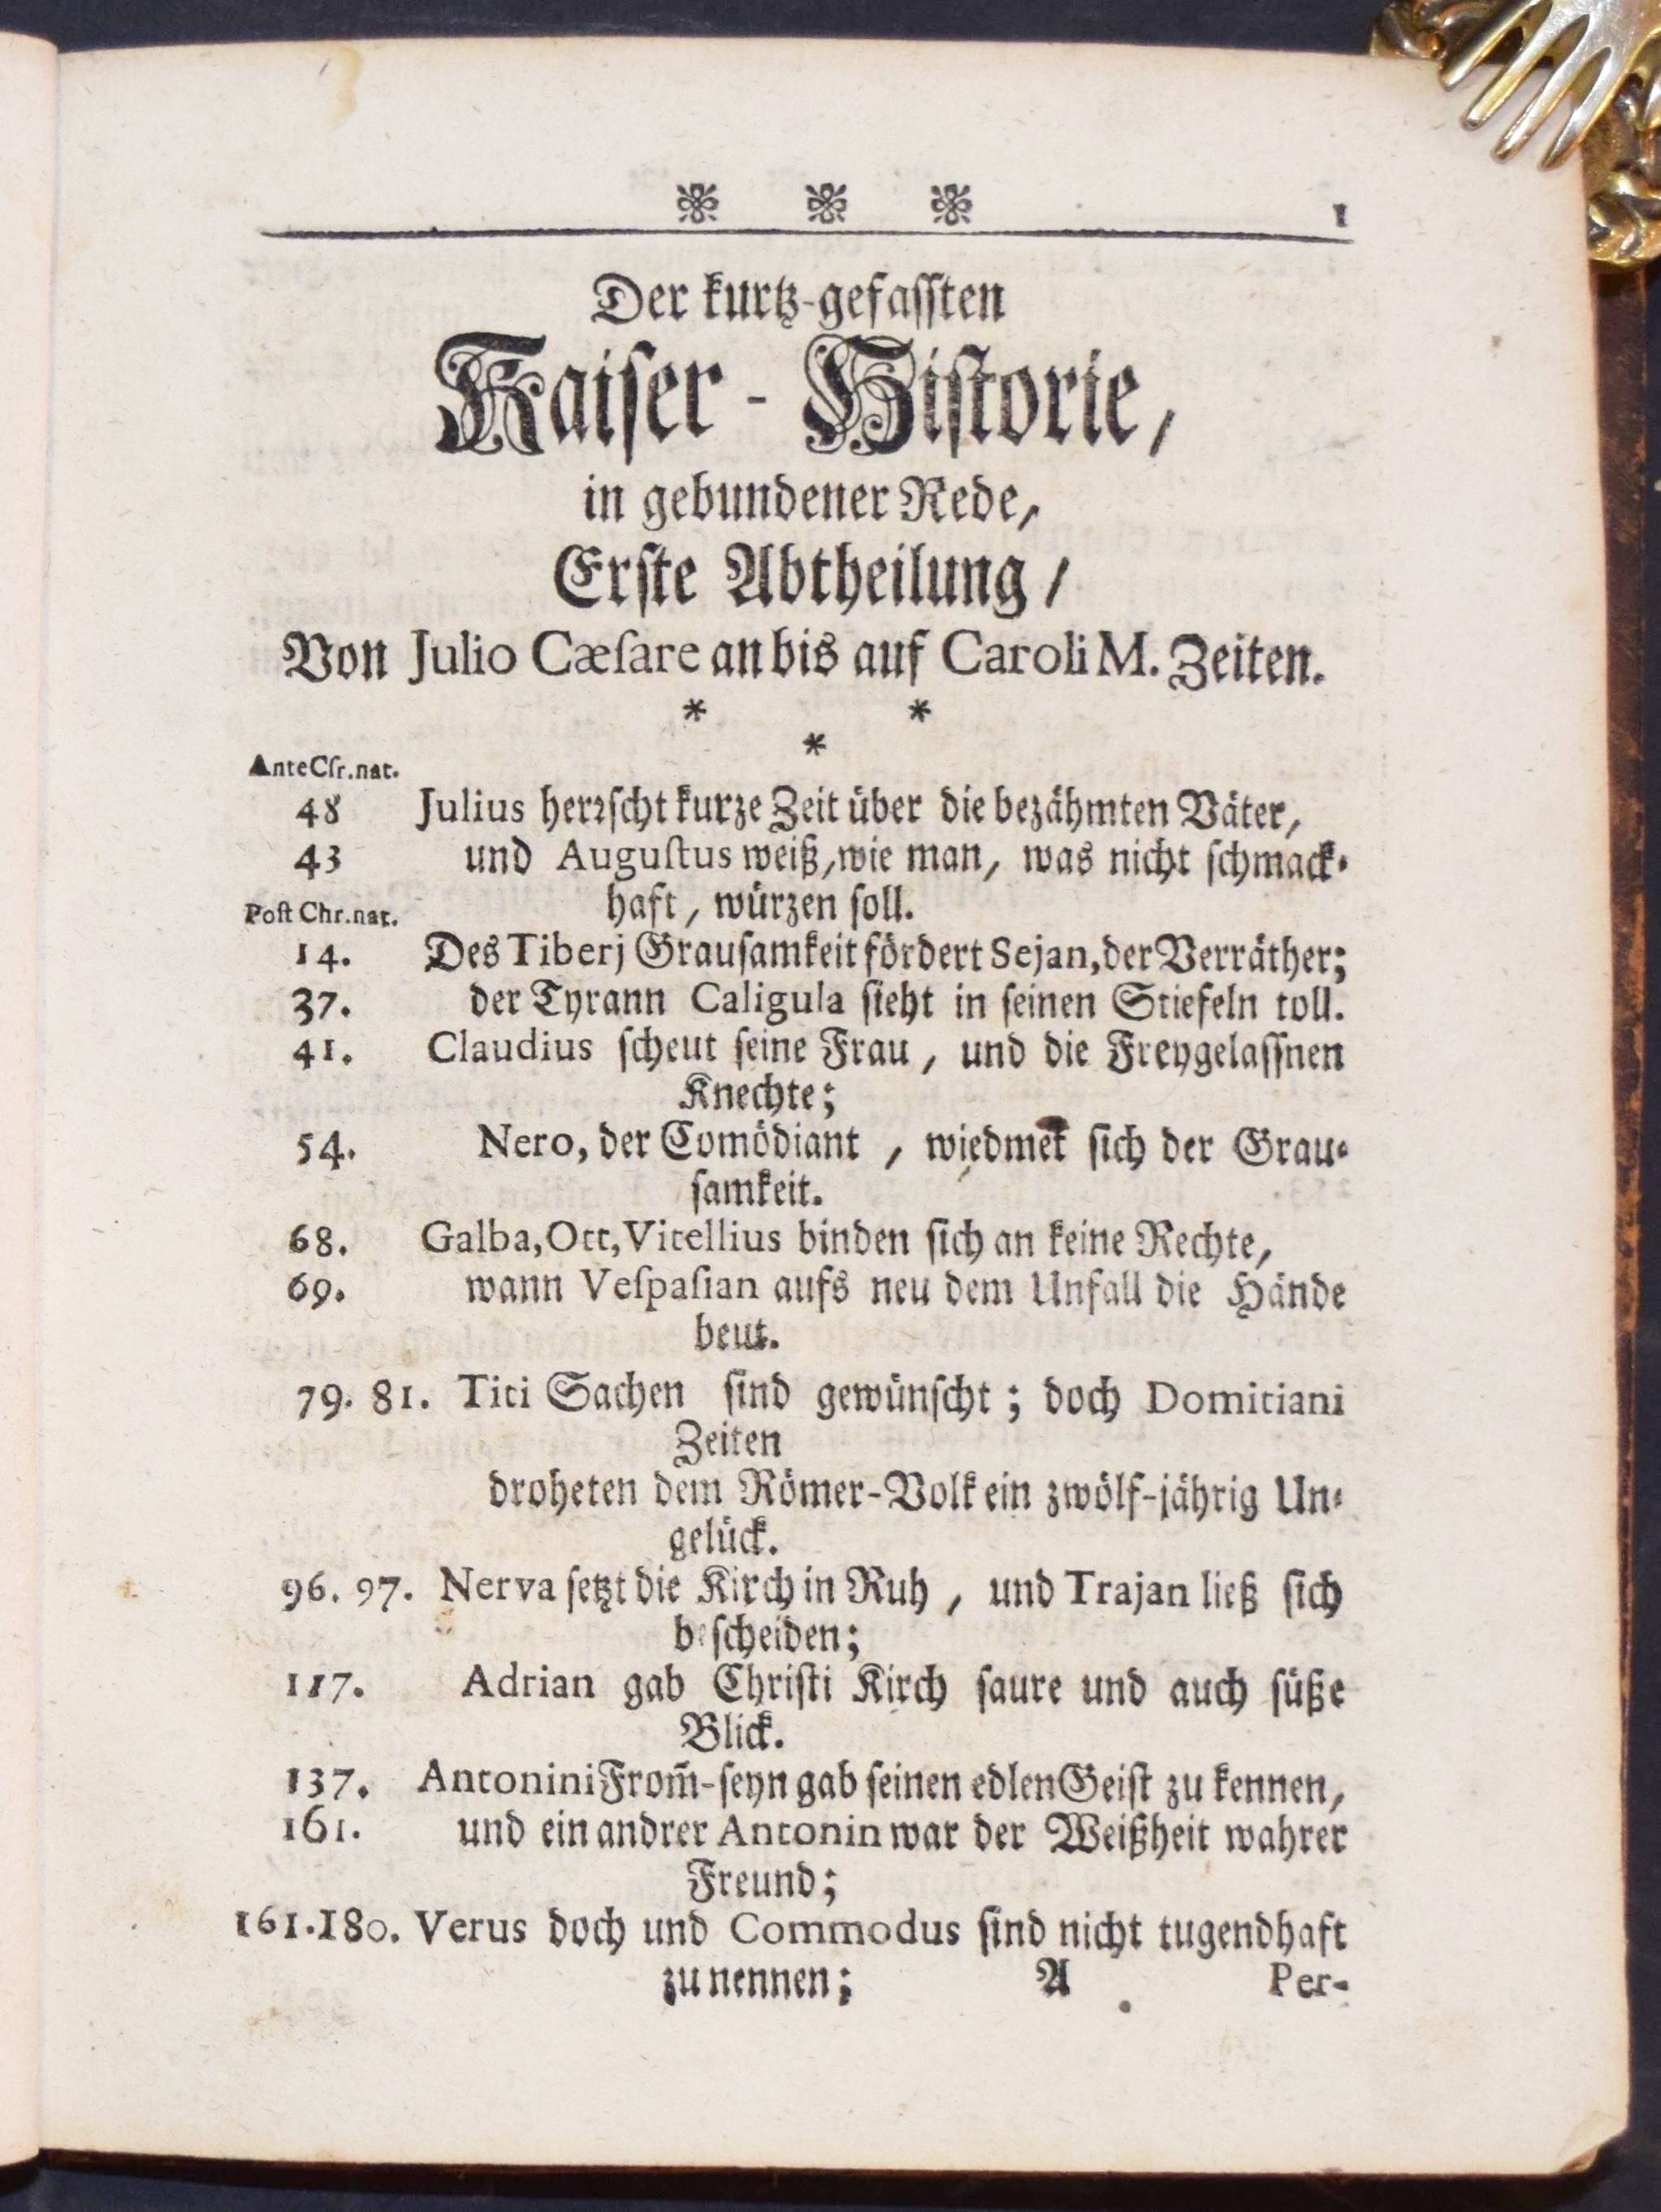 1
Der kurtz-gefaſſten
Kaiſer - Hiſtorie,
in gebundener Rede,
Erſte Abtheilung /
Von Julio Cæſare an bis auf Caroli M. Zeiten.
* *
*
Ante Cſr. nat.
48 Julius herꝛſcht kurze Zeit über die bezähmten Väter,
43 und Auguſtus weiß, wie man, was nicht ſchmack-
haft, würzen ſoll.
Poſt Chr. nat.
14. Des Tiberj Grauſamkeit fördert Sejan, der Verräther;
37. der Tyrann Caligula ſieht in ſeinen Stiefeln toll.
41. Claudius ſcheut ſeine Frau, und die Freygelaſſnen
Knechte;
54. Nero, der Comödiant, wiedmet ſich der Grau-
ſamkeit.
68. Galba, Ott, Vitellius binden ſich an keine Rechte,
69. wann Veſpaſian aufs neu dem Unfall die Hände
beut.
79. 81. Titi Sachen ſind gewünſcht; doch Domitiani
Zeiten
droheten dem Römer-Volk ein zwölf-jährig Un-
gelück.
96. 97. Nerva ſetzt die Kirch in Ruh, und Trajan ließ ſich
beſcheiden;
117. Adrian gab Chriſti Kirch ſaure und auch ſüße
Blick.
137. Antonini From̃-ſeyn gab ſeinen edlen Geiſt zu kennen,
161. und ein andrer Antonin war der Weißheit wahrer
Freund;
161. 180. Verus doch und Commodus ſind nicht tugendhaft
zu nennen; A Per-